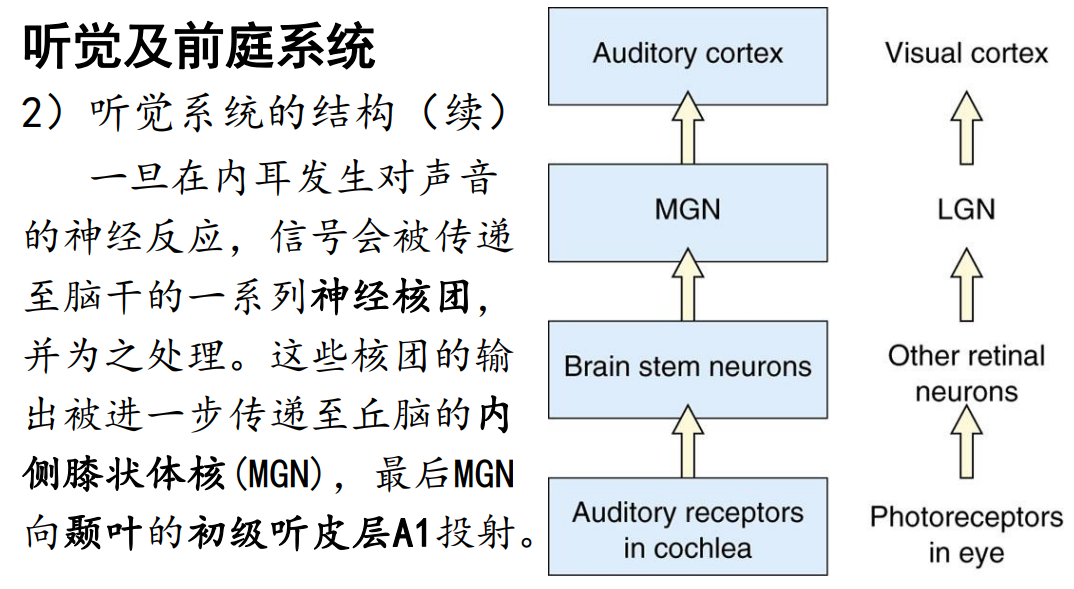 听觉及前庭系统
2）听觉系统的结构（续）
一旦在内耳发生对声音
的神经反应，信号会被传递
至脑干的一系列神经核团，
并为之处理。这些核团的输
出被进一步传递至丘脑的内
侧膝状体核(MGN)，最后MGN
向颞叶的初级听皮层A1投射。
Auditory cortex
MGN
Brain stem neurons
Auditory receptors
in cochlea
Visual cortex
LGN
Other retinal
neurons
Photoreceptors
in eye